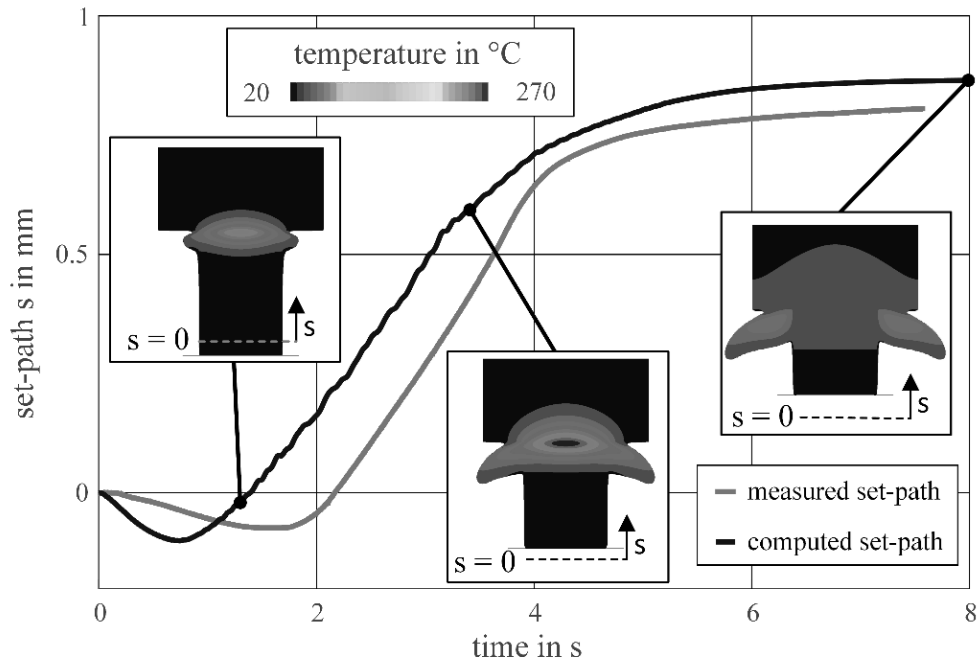 1
temperature in °C
20 270
set-path s in mm
0.5
s = 0 s
s = 0 s
s = 0 s
0
measured set-path
computed set-path
0 2 4 6 8
time in s